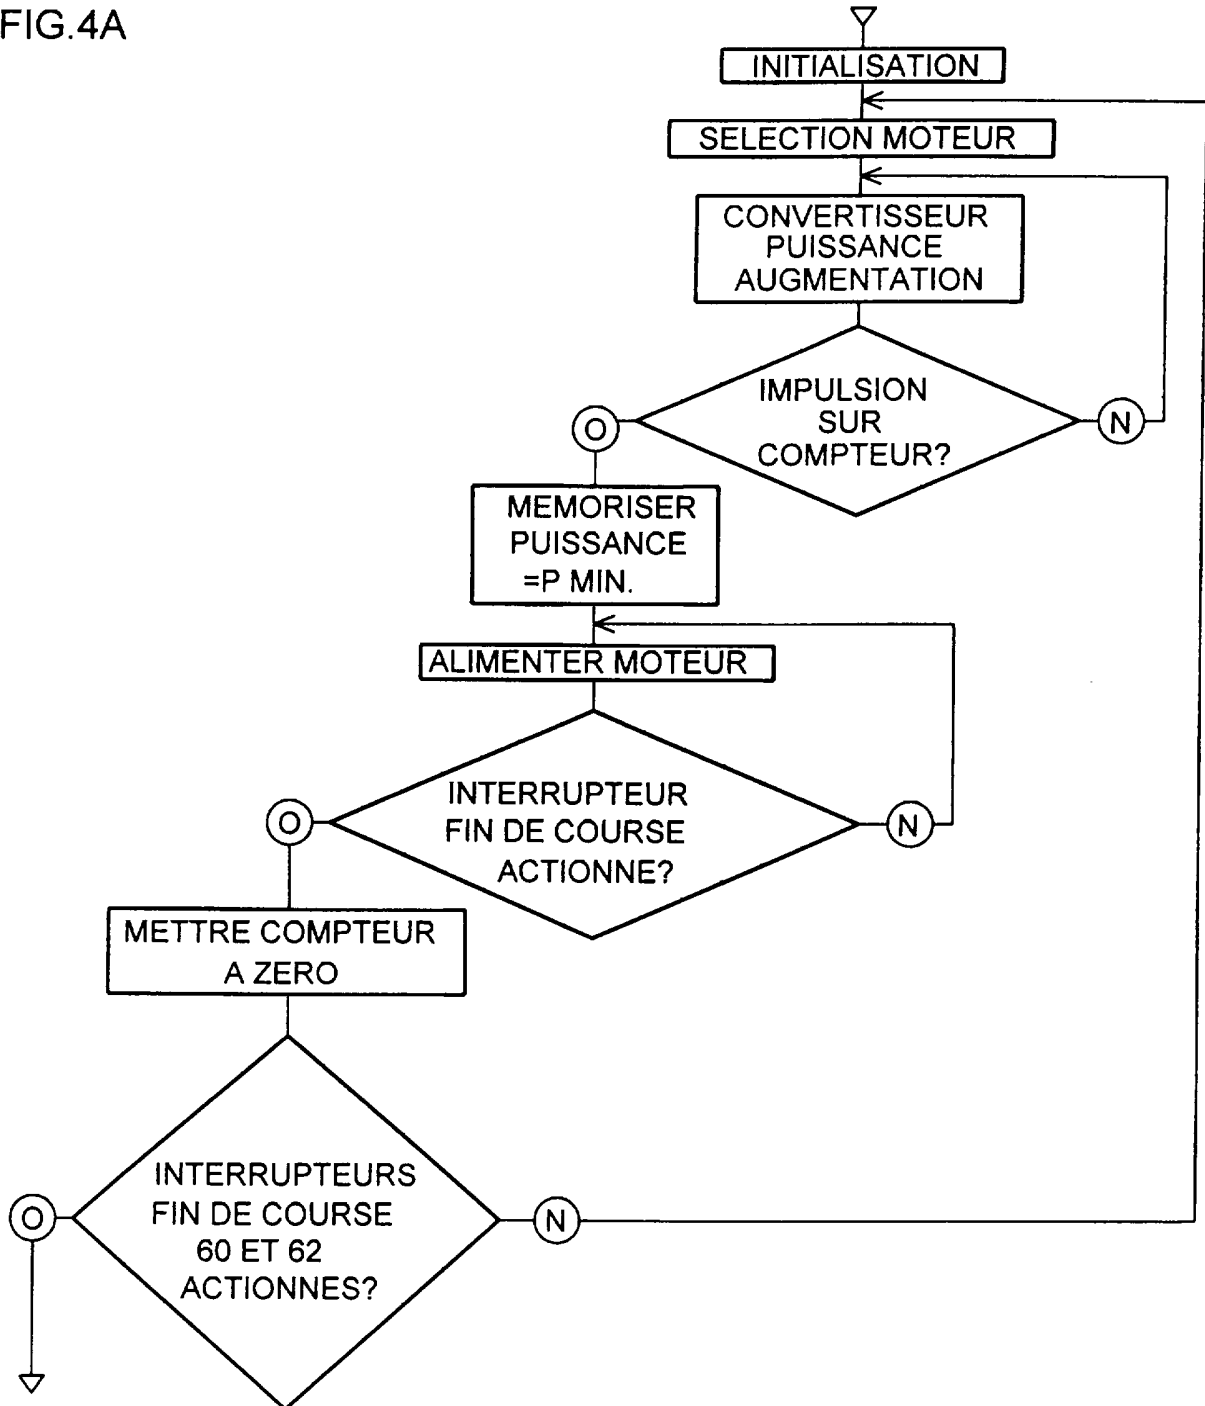 FIG.4A
INITIALISATION
SELECTION MOTEUR
CONVERTISSEUR
PUISSANCE
AUGMENTATION
IMPULSION
SUR
COMPTEUR?
O
N
MEMORISER
PUISSANCE
=P MIN.
ALIMENTER MOTEUR
INTERRUPTEUR
FIN DE COURSE
ACTIONNE?
O
N
METTRE COMPTEUR
A ZERO
INTERRUPTEURS
FIN DE COURSE
60 ET 62
ACTIONNES?
O
N